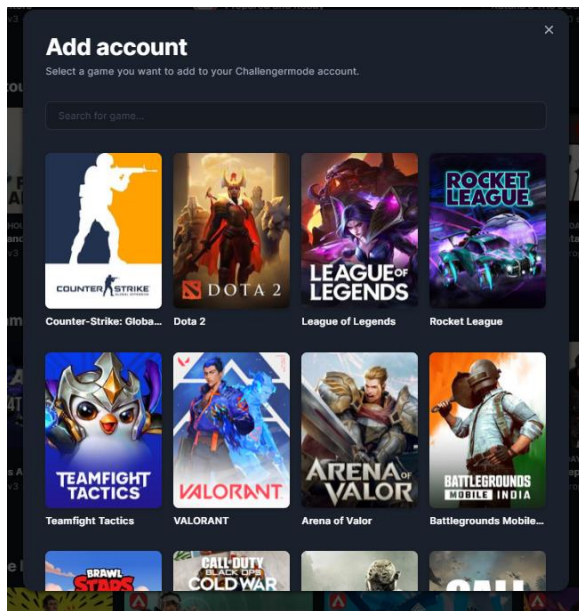 Add account
Select a game you want to add to your Challengermode account.
Search for game...
COUNTER STRIKE
GLOBAL OFFENSIVE
DOTA 2
LEAGUE OF
LEGENDS
ROCKET
LEAGUE
Counter-Strike: Globa...
Dota 2
League of Legends
Rocket League
TEAMFIGHT
TACTICS
VALORANT
ARENA OF
VALOR
BATTLEGROUNDS
MOBILE INDIA
Teamfight Tactics
VALORANT
Arena of Valor
Battlegrounds Mobile...
BRAWL
STARS
CALL OF DUTY
BLACK OPS
COLD WAR
CALL